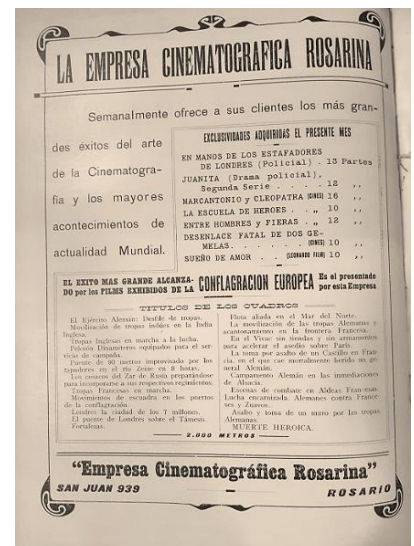 LA EMPRESA CINEMATOGRAFICA ROSARINA
Semanalmente ofrece a sus clientes los más gran-
des éxitos del arte
de la Cinematogra-
fia y los mayores
acontecimientos de
actualidad Mundial.
EXCLUSIVIDADES ADQUIRIDAS EL PRESENTE MES
EN MANOS DE LOS ESTAFADORES
DE LONDRES (Policial) . 13 Partes
JUANITA (Drama policial),
Segunda Serie . . . . 12 ,,
MARCANTONIO y CLEOPATRA (CINES) 16 ,,
LA ESCUELA DE HEROES . . ,, 10 ,,
ENTRE HOMBRES y FIERAS . ,, 12 ,,
DESENLACE FATAL DE DOS GE-
MELAS. . . . . . . (CINES) 10 ,,
SUEÑO DE AMOR . . (LEONARDO FILM) 10 ,,
EL EXITO MAS GRANDE ALCANZA-
DO por los FILMS EXHIBIDOS DE LA
CONFLAGRACION EUROPEA
Es el presentado
por esta Empresa
TITULOS DE LOS CUADROS
El Ejército Alemán: Desfile de tropas.
Movilización de tropas indios en la India
Inglesa.
Tropas Inglesas en marcha a la lucha.
Pelotón Dinamiteros equipados para el ser-
vicio de campaña.
Puente de 90 metros improvisado por los
zapadores en el río Zeine en 8 horas.
Los cosacos del Zar de Rusia preparándose
para incorporarse a sus respectivos regimientos.
Tropas Francesas en marcha.
Movimientos de escuadra en los puertos
de la conflagración.
Londres la ciudad de los 7 millones.
El puente de Londres sobre el Támesis.
Fortalezas.
Flota aliada en el Mar del Norte.
La movilización de las tropas Alemanas y
acantonamiento en la frontera Francesa.
En el Vivac sin tiendas y sin armamentos
para acelerar el asedio sobre París.
La toma por asalto de un Castillo en Fran-
cia, en el que cae mortalmente herido un ge-
neral Alemán.
Campamento Alemán en las inmediaciones
de Alsacia.
Escenas de combate en Aldeas Francesas.
Lucha encarnizada. Alemanes contra France-
ses y Zuavos.
Asalto y toma de un muro por las tropas
Alemanas.
MUERTE HEROICA.
2.000 METROS
"Empresa Cinematográfica Rosarina"
SAN JUAN 939
ROSARIO